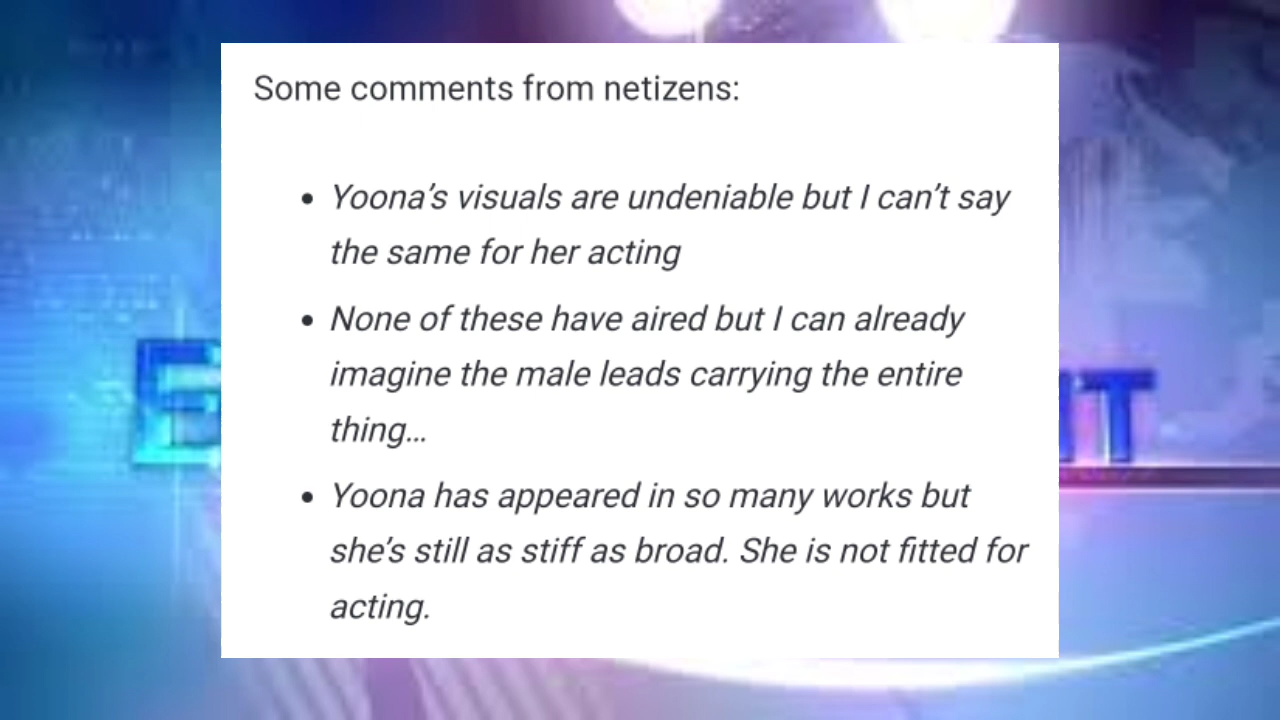 Some comments from netizens:
• Yoona's visuals are undeniable but I can't say
the same for her acting
• None of these have aired but I can already
imagine the male leads carrying the entire
thing...
• Yoona has appeared in so many works but
she's still as stiff as broad. She is not fitted for
acting.